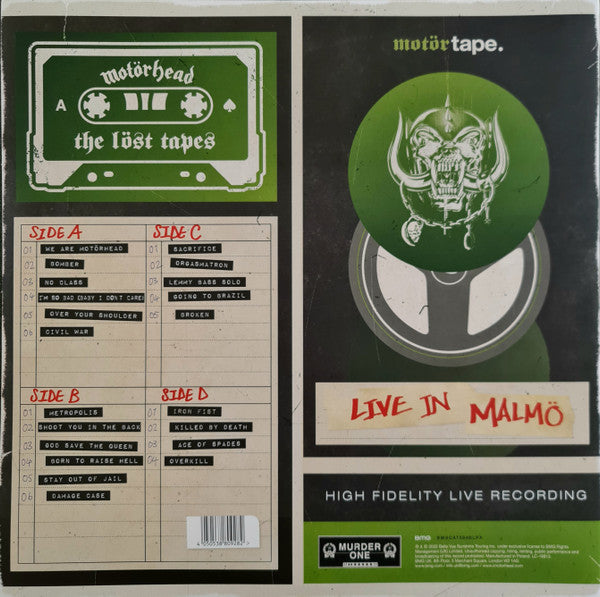 motörhead
A
the löst tapes
SIDE A
01 WE ARE MOTÖRHEAD
02 BOMBER
03 NO CLASS
04 I'M SO BAD (BABY I DON'T CARE)
05 OVER YOUR SHOULDER
06 CIVIL WAR
SIDE C
01 SACRIFICE
02 ORGASMATRON
03 LEMMY BASS SOLO
04 GOING TO BRAZIL
05 BROKEN
SIDE B
01 METROPOLIS
02 SHOOT YOU IN THE BACK
03 GOD SAVE THE QUEEN
04 BORN TO RAISE HELL
05 STAY OUT OF JAIL
06 DAMAGE CASE
SIDE D
01 IRON FIST
02 KILLED BY DEATH
03 ACE OF SPADES
04 OVERKILL
4 050538 809282
motörtape.
LIVE IN MALMÖ
HIGH FIDELITY LIVE RECORDING
MURDER
ONE
BMG